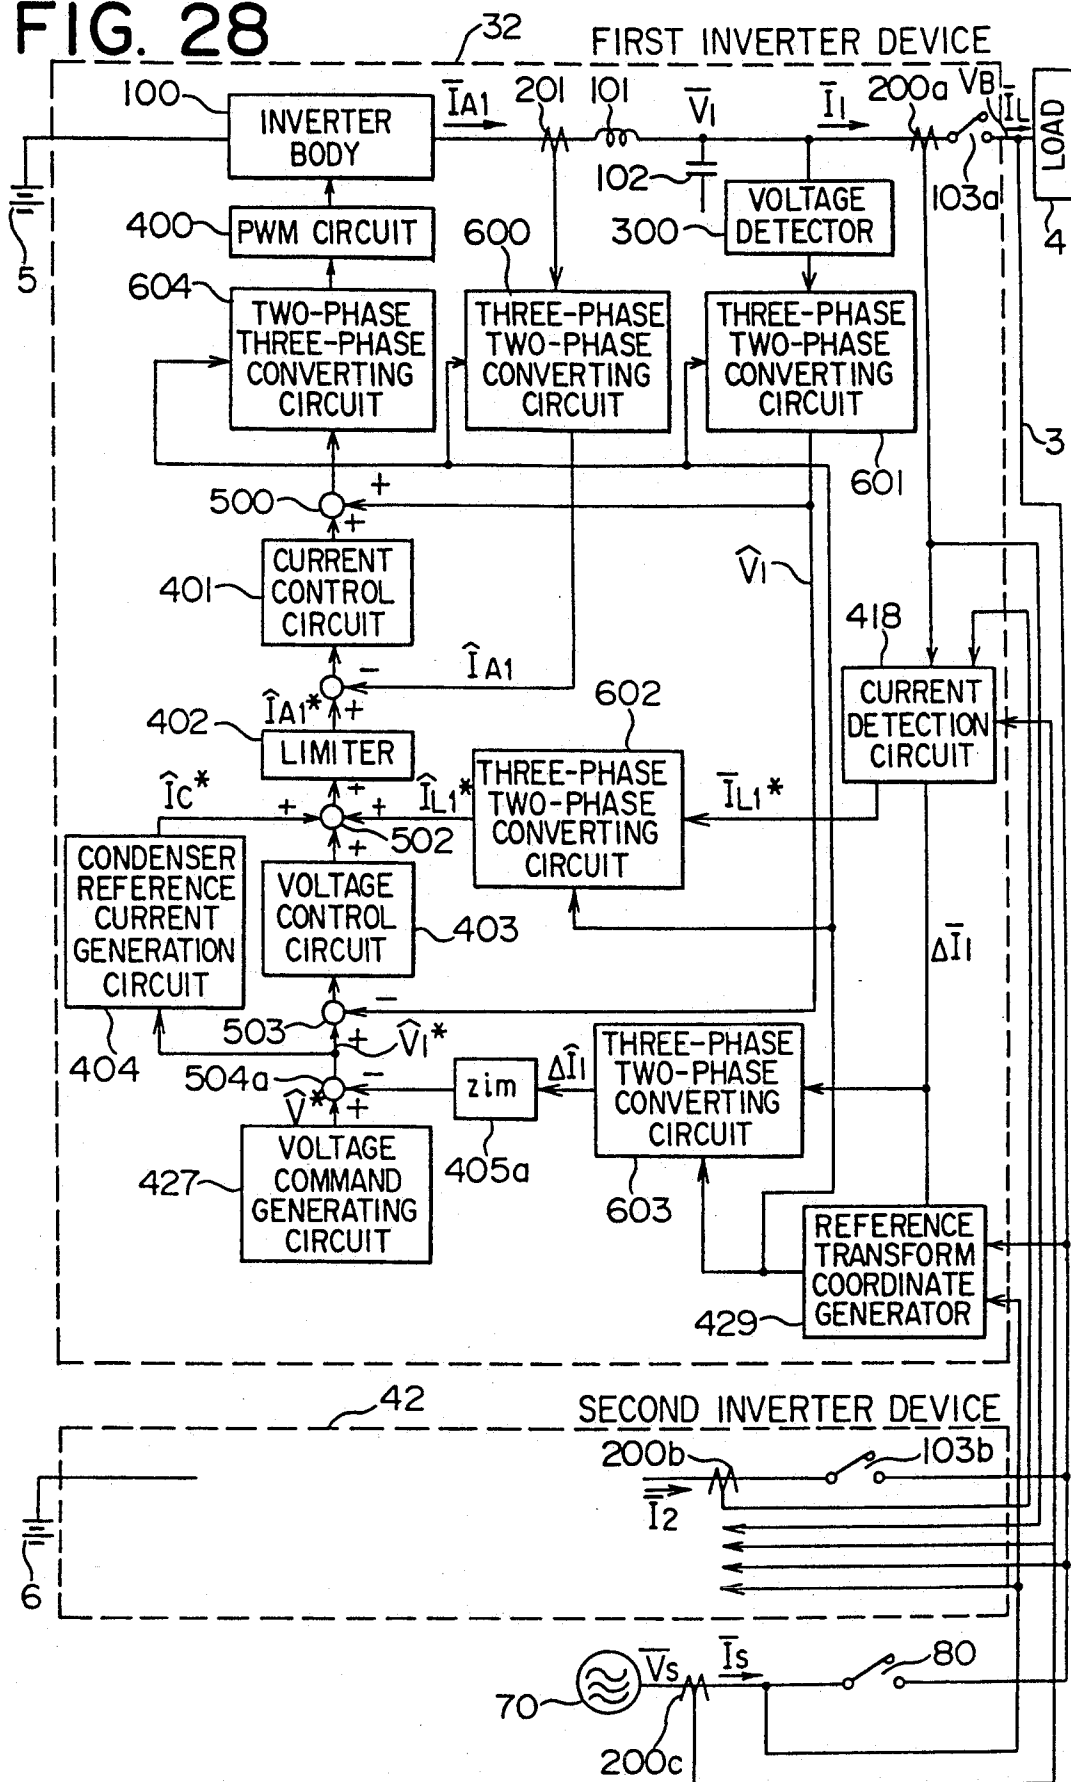 FIG. 28
32
FIRST INVERTER DEVICE
100
INVERTER
BODY
ĪA1
201
101
V̄1
Ī1
200a
VB
ĪL
LOAD
102
103a
4
5
400
PWM CIRCUIT
600
300
VOLTAGE
DETECTOR
604
TWO-PHASE
THREE-PHASE
CONVERTING
CIRCUIT
THREE-PHASE
TWO-PHASE
CONVERTING
CIRCUIT
THREE-PHASE
TWO-PHASE
CONVERTING
CIRCUIT
3
601
500
+
+
401
CURRENT
CONTROL
CIRCUIT
V̂1
418
CURRENT
DETECTION
CIRCUIT
−
ÎA1
ÎA1*
+
402
LIMITER
602
THREE-PHASE
TWO-PHASE
CONVERTING
CIRCUIT
ÎC*
+
+
+
ÎL1*
ĪL1*
502
+
CONDENSER
REFERENCE
CURRENT
GENERATION
CIRCUIT
VOLTAGE
CONTROL
CIRCUIT
403
ΔĪ1
404
503
−
+
V̂1*
504a
−
V̂*
+
zim
405a
ΔÎ1
THREE-PHASE
TWO-PHASE
CONVERTING
CIRCUIT
603
427
VOLTAGE
COMMAND
GENERATING
CIRCUIT
REFERENCE
TRANSFORM
COORDINATE
GENERATOR
429
42
SECOND INVERTER DEVICE
200b
103b
Ī2
6
70
V̄S
ĪS
80
200c